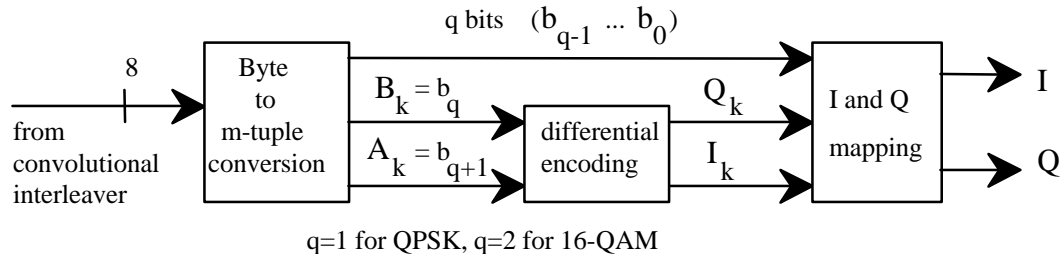 q bits (b_{q-1} ... b_0)
8
from
convolutional
interleaver
Byte
to
m-tuple
conversion
B_k = b_q
A_k = b_{q+1}
differential
encoding
Q_k
I_k
I and Q
mapping
I
Q
q=1 for QPSK, q=2 for 16-QAM